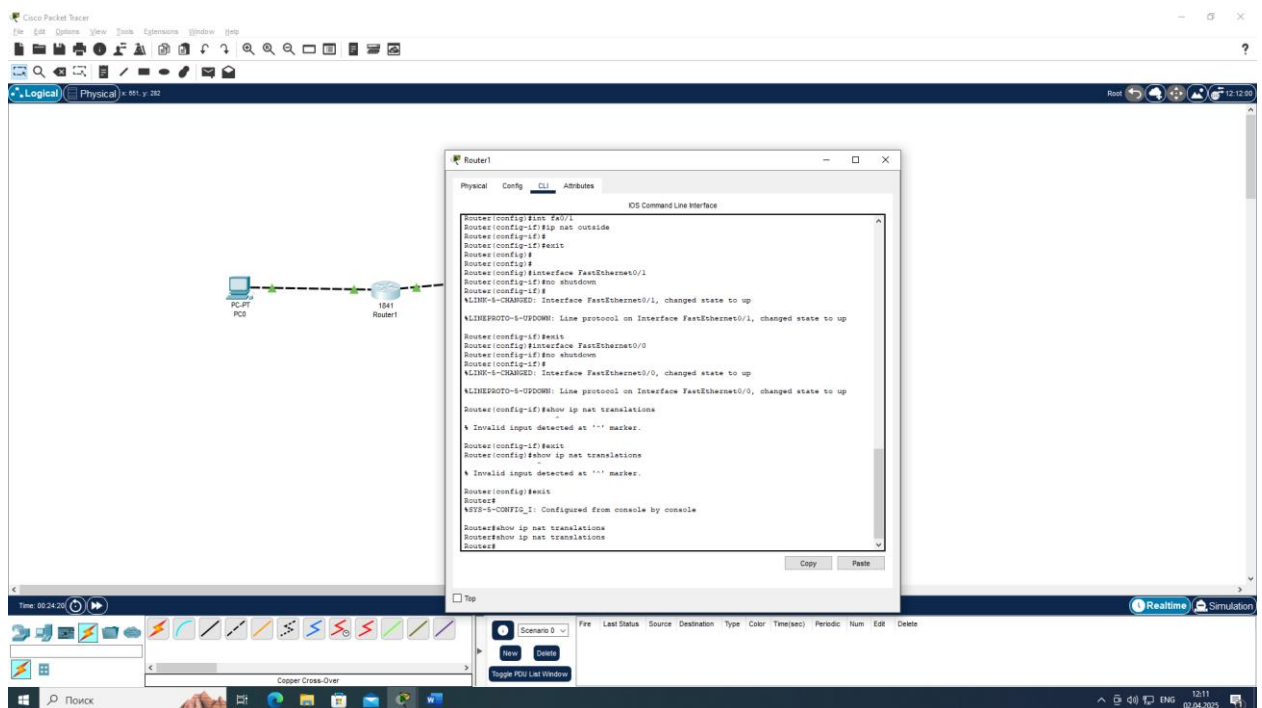 Cisco Packet Tracer
File Edit Options View Tools Extensions Window Help
?
Logical Physical x: 651, y: 282
Root 12:12:00
Router1
Physical Config CLI Attributes
IOS Command Line Interface
Router(config)#int fa0/1
Router(config-if)#ip nat outside
Router(config-if)#
Router(config-if)#exit
Router(config)#
Router(config)#
Router(config)#interface FastEthernet0/1
Router(config-if)#no shutdown
Router(config-if)#
%LINK-5-CHANGED: Interface FastEthernet0/1, changed state to up
%LINEPROTO-5-UPDOWN: Line protocol on Interface FastEthernet0/1, changed state to up
Router(config-if)#exit
Router(config)#interface FastEthernet0/0
Router(config-if)#no shutdown
Router(config-if)#
%LINK-5-CHANGED: Interface FastEthernet0/0, changed state to up
%LINEPROTO-5-UPDOWN: Line protocol on Interface FastEthernet0/0, changed state to up
Router(config-if)#show ip nat translations
^
% Invalid input detected at '^' marker.
Router(config-if)#exit
Router(config)#show ip nat translations
^
% Invalid input detected at '^' marker.
Router(config)#exit
Router#
%SYS-5-CONFIG_I: Configured from console by console
Router#show ip nat translations
Router#show ip nat translations
Router#
Copy Paste
Top
PC-PT
PC0
1841
Router1
Time: 00:24:20
Realtime Simulation
Scenario 0
New Delete
Toggle PDU List Window
Fire Last Status Source Destination Type Color Time(sec) Periodic Num Edit Delete
Copper Cross-Over
Поиск
ENG
12:11
02.04.2025